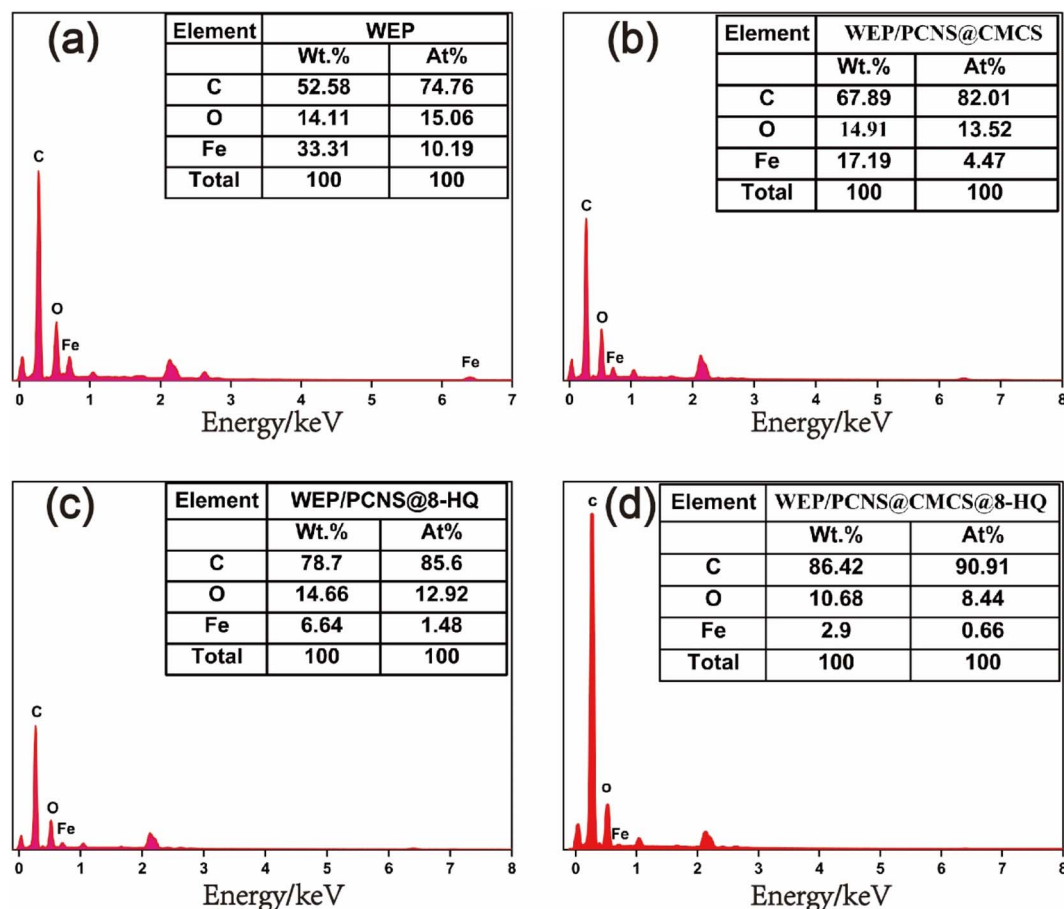 (a)
Element WEP
Wt.% At%
C 52.58 74.76
O 14.11 15.06
Fe 33.31 10.19
Total 100 100
C
O
Fe
Fe
0 1 2 3 4 5 6 7
Energy/keV
(b)
Element WEP/PCNS@CMCS
Wt.% At%
C 67.89 82.01
O 14.91 13.52
Fe 17.19 4.47
Total 100 100
C
O
Fe
0 1 2 3 4 5 6 7 8
Energy/keV
(c)
Element WEP/PCNS@8-HQ
Wt.% At%
C 78.7 85.6
O 14.66 12.92
Fe 6.64 1.48
Total 100 100
C
O
Fe
0 1 2 3 4 5 6 7 8
Energy/keV
(d)
Element WEP/PCNS@CMCS@8-HQ
Wt.% At%
C 86.42 90.91
O 10.68 8.44
Fe 2.9 0.66
Total 100 100
C
O
Fe
0 1 2 3 4 5 6 7 8
Energy/keV